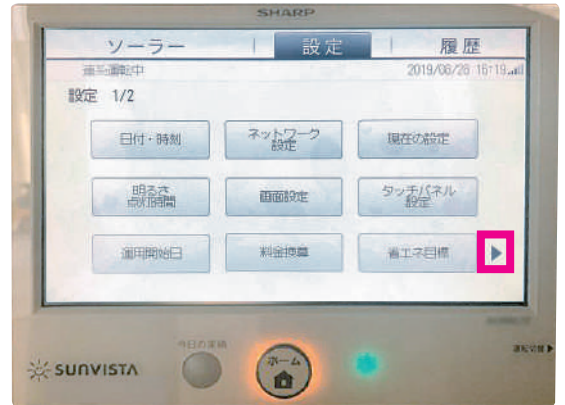 SHARP
ソーラー 設定 履歴
連系運転中 2019/06/26 16:19
設定 1/2
日付・時刻 ネットワーク設定 現在の設定
明るさ点灯時間 画面設定 タッチパネル設定
運用開始日 料金換算 省エネ目標
今日の実績 ホーム 運転切替
SUNVISTA